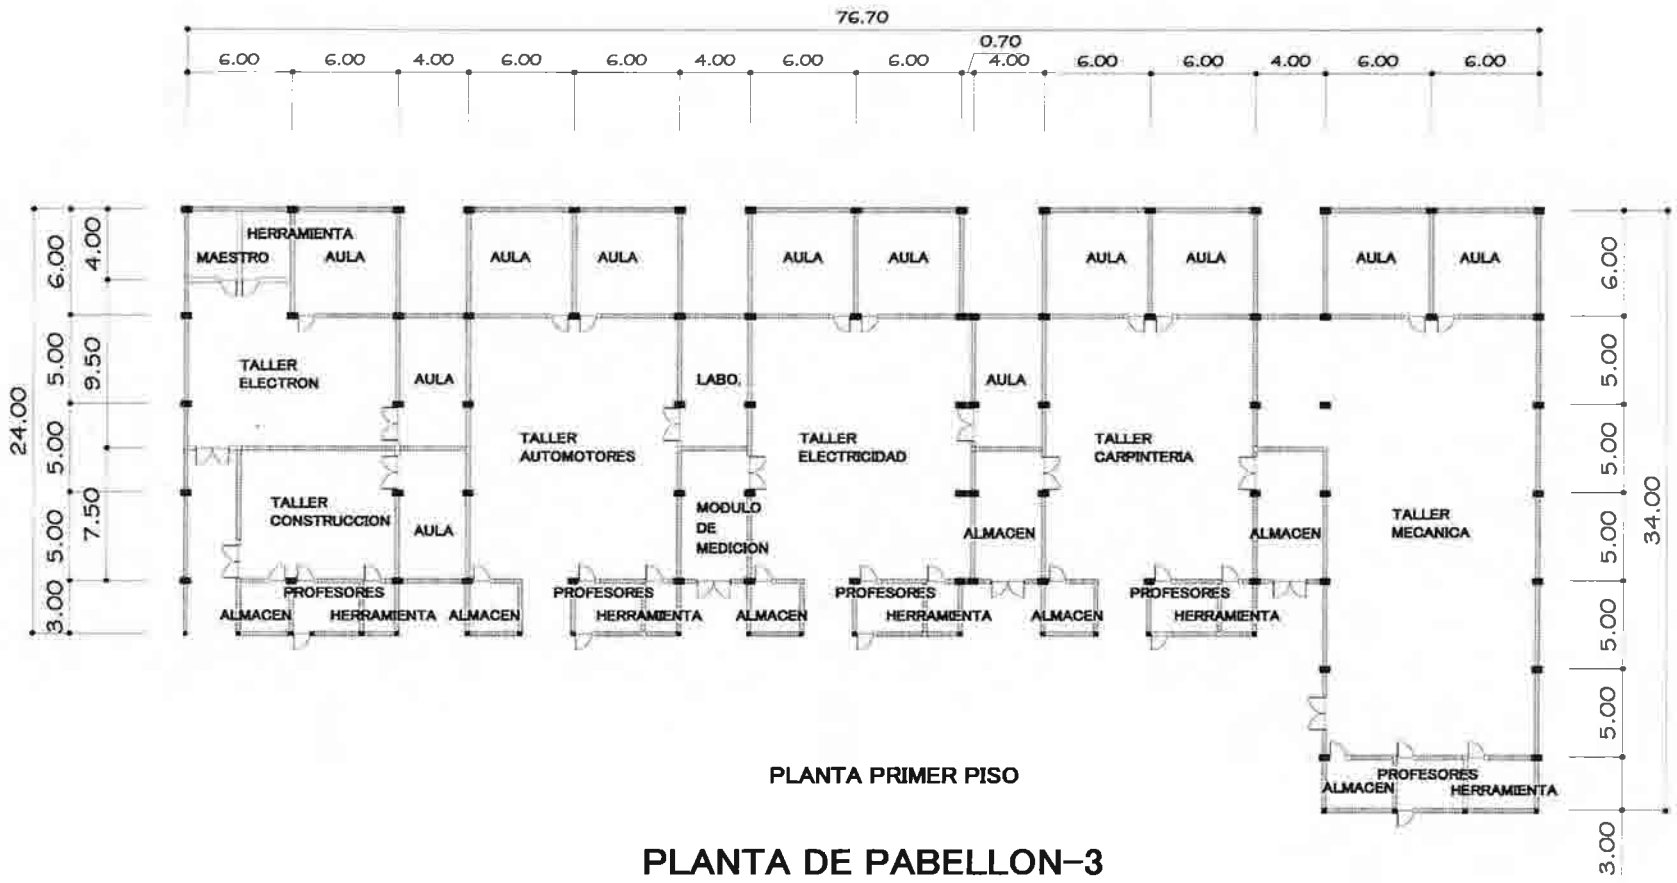 76.70
0.70
6.00 6.00 4.00 6.00 6.00 4.00 6.00 6.00 4.00 6.00 6.00 4.00 6.00 6.00
24.00
6.00 5.00 5.00 5.00 3.00
4.00 9.50 7.50
HERRAMIENTA
MAESTRO AULA AULA AULA AULA AULA AULA AULA AULA AULA
TALLER
ELECTRON
AULA LABO. AULA
TALLER
AUTOMOTORES
TALLER
ELECTRICIDAD
TALLER
CARPINTERIA
TALLER
CONSTRUCCION
AULA
MODULO
DE
MEDICION
ALMACEN ALMACEN
TALLER
MECANICA
PROFESORES PROFESORES PROFESORES PROFESORES
ALMACEN HERRAMIENTA ALMACEN HERRAMIENTA ALMACEN HERRAMIENTA ALMACEN HERRAMIENTA
PROFESORES
ALMACEN HERRAMIENTA
6.00 5.00 5.00 5.00 5.00 5.00 3.00
34.00
PLANTA PRIMER PISO
PLANTA DE PABELLON-3